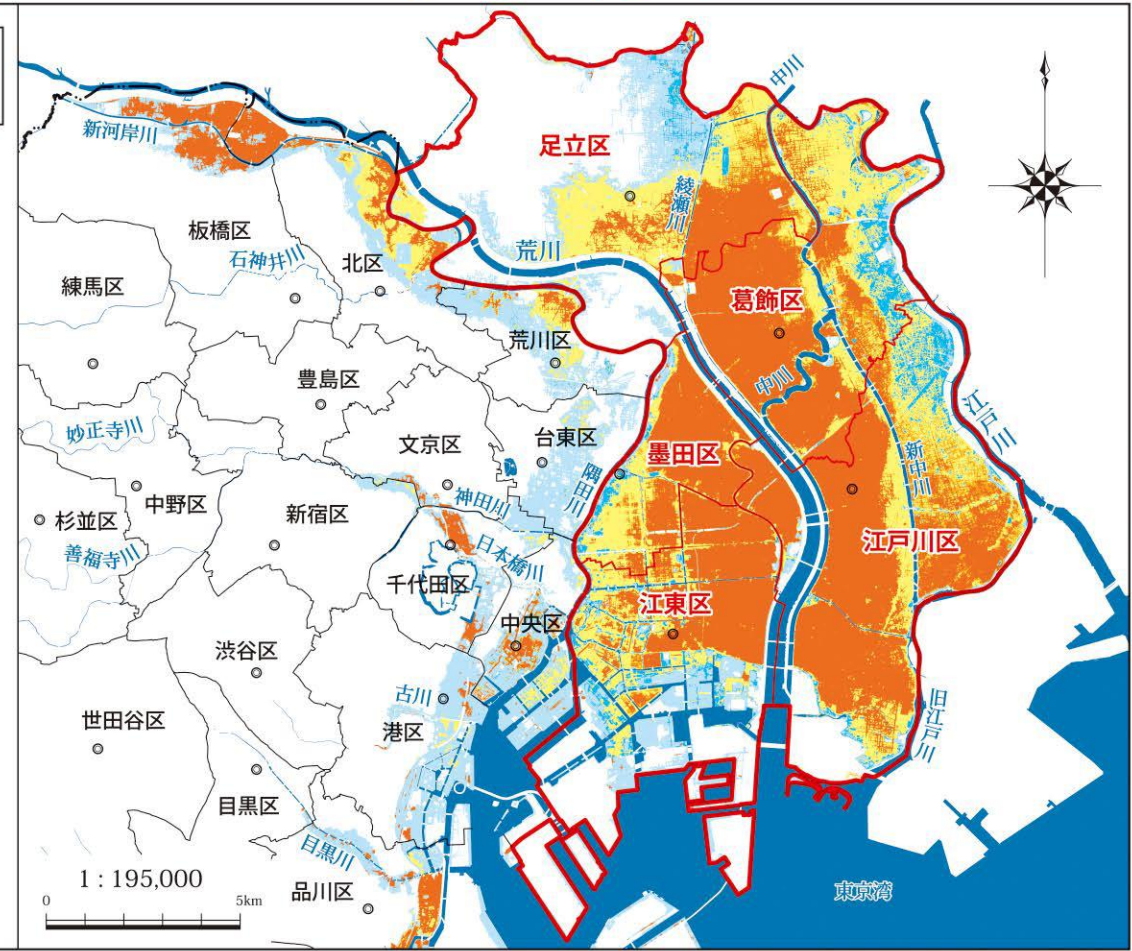 中川
新河岸川
足立区
綾瀬川
板橋区
荒川
石神井川
北区
練馬区
葛飾区
荒川区
豊島区
中川
江戸川
妙正寺川
文京区
台東区
墨田区
新中川
隅田川
中野区
神田川
杉並区
新宿区
日本橋川
江戸川区
善福寺川
千代田区
江東区
中央区
渋谷区
古川
旧江戸川
世田谷区
港区
目黒区
目黒川
1 : 195,000
品川区
東京湾
0 5km